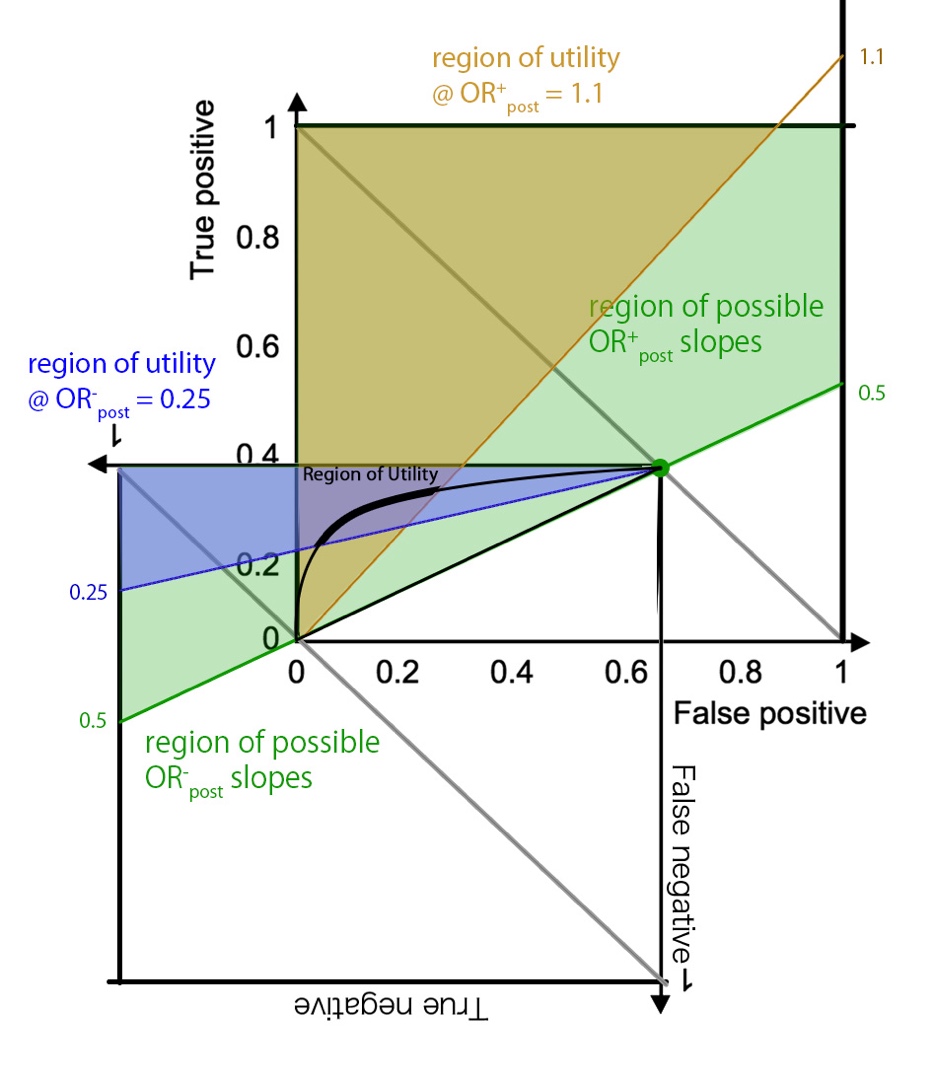 region of utility
@ OR+post = 1.1
1.1
True positive
1
0.8
0.6
0.4
0.2
0
region of possible
OR+post slopes
0.5
region of utility
@ OR-post = 0.25
1
Region of Utility
0.25
0.5
region of possible
OR-post slopes
0
0.2
0.4
0.6
0.8
1
False positive
False negative
1
True negative